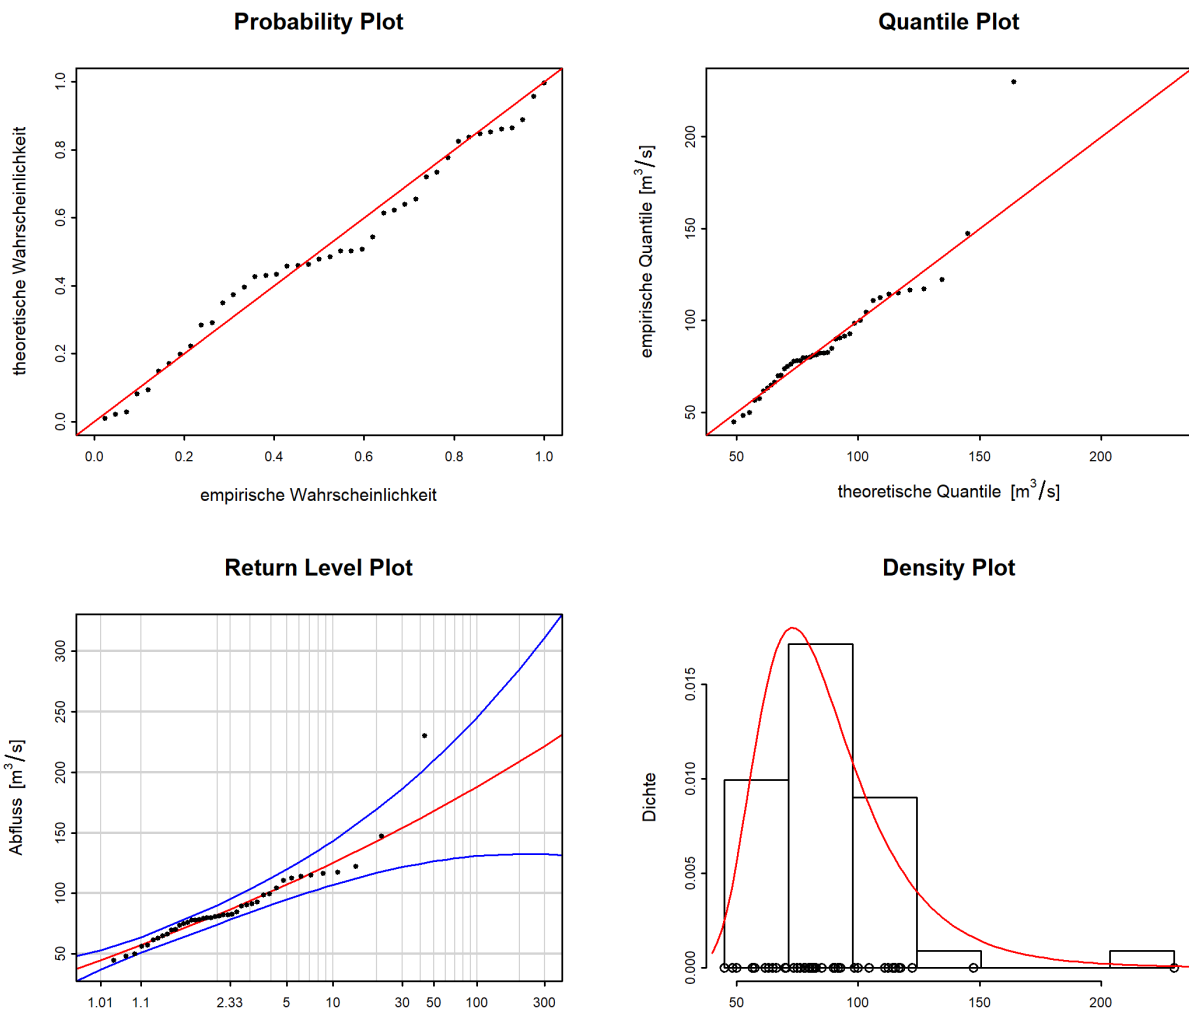 Probability Plot
theoretische Wahrscheinlichkeit
1.0
0.8
0.6
0.4
0.2
0.0
0.0 0.2 0.4 0.6 0.8 1.0
empirische Wahrscheinlichkeit
Quantile Plot
empirische Quantile [m³/s]
200
150
100
50
50 100 150 200
theoretische Quantile [m³/s]
Return Level Plot
Abfluss [m³/s]
300
250
200
150
100
50
1.01 1.1 2.33 5 10 30 50 100 300
Density Plot
Dichte
0.015
0.010
0.005
0.000
50 100 150 200